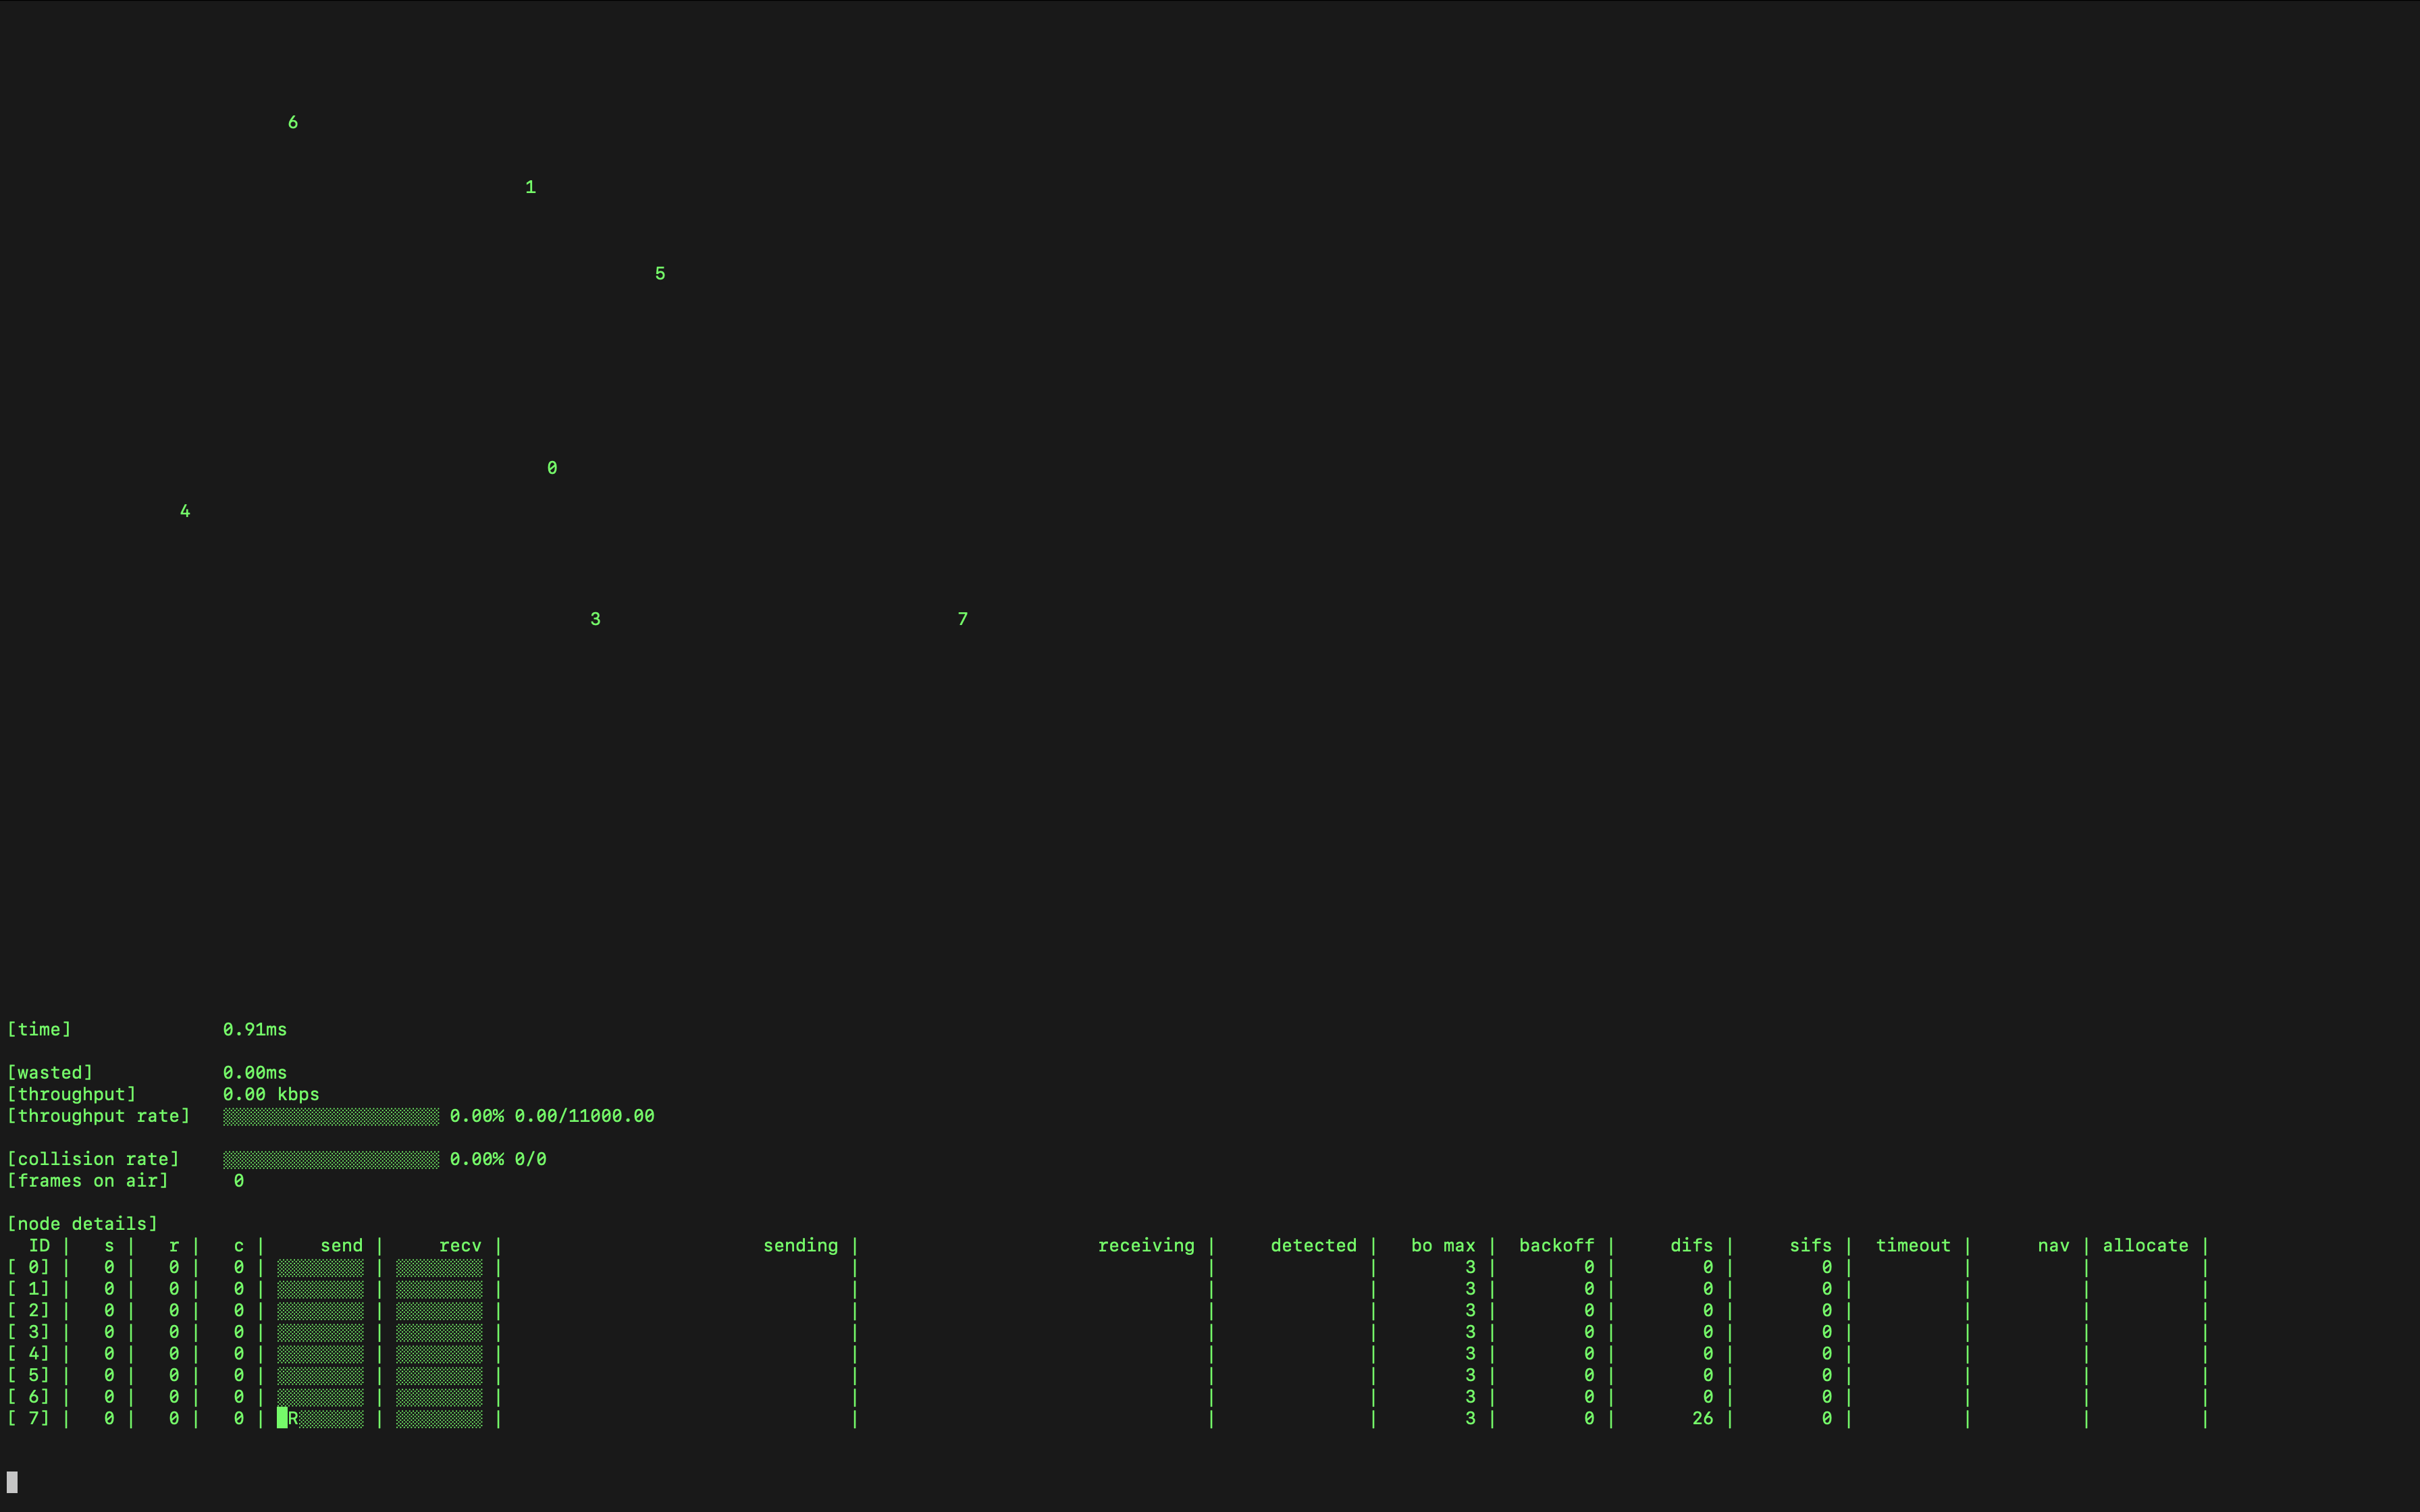 6
1
5
0
4
3 7
[time] 0.91ms
[wasted] 0.00ms
[throughput] 0.00 kbps
[throughput rate] ░░░░░░░░░░░░░░░░░░░░ 0.00% 0.00/11000.00
[collision rate] ░░░░░░░░░░░░░░░░░░░░ 0.00% 0/0
[frames on air] 0
[node details]
ID | s | r | c | send | recv | sending | receiving | detected | bo max | backoff | difs | sifs | timeout | nav | allocate |
[ 0] | 0 | 0 | 0 | ░░░░░░░░ | ░░░░░░░░ | | | | 3 | 0 | 0 | 0 | | | |
[ 1] | 0 | 0 | 0 | ░░░░░░░░ | ░░░░░░░░ | | | | 3 | 0 | 0 | 0 | | | |
[ 2] | 0 | 0 | 0 | ░░░░░░░░ | ░░░░░░░░ | | | | 3 | 0 | 0 | 0 | | | |
[ 3] | 0 | 0 | 0 | ░░░░░░░░ | ░░░░░░░░ | | | | 3 | 0 | 0 | 0 | | | |
[ 4] | 0 | 0 | 0 | ░░░░░░░░ | ░░░░░░░░ | | | | 3 | 0 | 0 | 0 | | | |
[ 5] | 0 | 0 | 0 | ░░░░░░░░ | ░░░░░░░░ | | | | 3 | 0 | 0 | 0 | | | |
[ 6] | 0 | 0 | 0 | ░░░░░░░░ | ░░░░░░░░ | | | | 3 | 0 | 0 | 0 | | | |
[ 7] | 0 | 0 | 0 | █R░░░░░░ | ░░░░░░░░ | | | | 3 | 0 | 26 | 0 | | | |